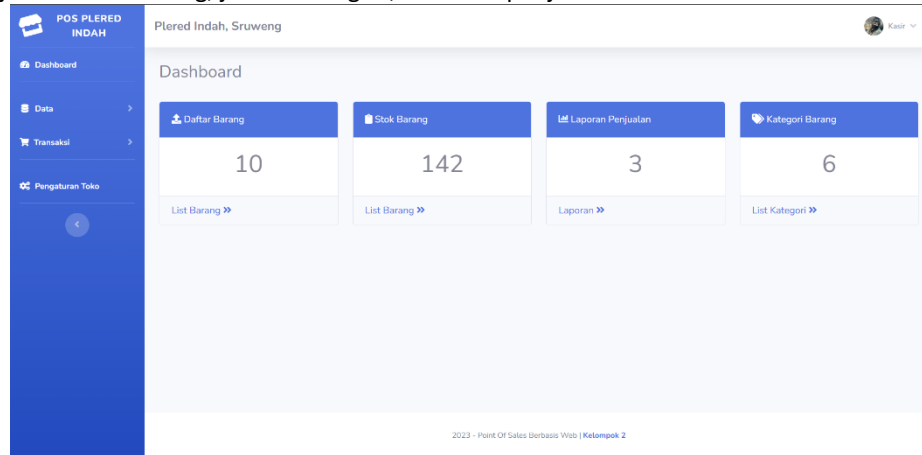 POS PLERED
INDAH
Plered Indah, Sruweng
Kasir
Dashboard
Dashboard
Data
Transaksi
Pengaturan Toko
Daftar Barang
10
List Barang
Stok Barang
142
List Barang
Laporan Penjualan
3
Laporan
Kategori Barang
6
List Kategori
2023 - Point Of Sales Berbasis Web | Kelompok 2